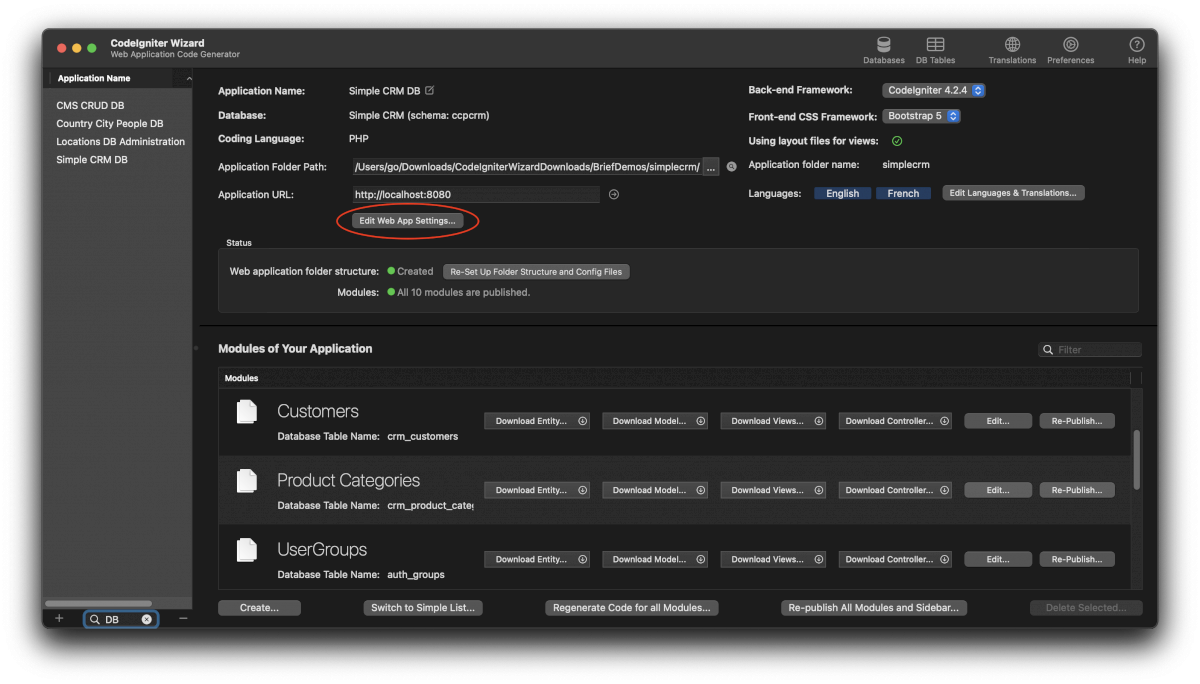 CodeIgniter Wizard
Web Application Code Generator
Databases
DB Tables
Translations
Preferences
Help
Application Name
CMS CRUD DB
Country City People DB
Locations DB Administration
Simple CRM DB
DB
Application Name: Simple CRM DB
Database: Simple CRM (schema: ccpcrm)
Coding Language: PHP
Application Folder Path: /Users/go/Downloads/CodeIgniterWizardDownloads/BriefDemos/simplecrm/ ...
Application URL: http://localhost:8080
Edit Web App Settings...
Back-end Framework: CodeIgniter 4.2.4
Front-end CSS Framework: Bootstrap 5
Using layout files for views:
Application folder name: simplecrm
Languages: English French Edit Languages & Translations...
Status
Web application folder structure: Created Re-Set Up Folder Structure and Config Files
Modules: All 10 modules are published.
Modules of Your Application
Filter
Modules
Customers
Database Table Name: crm_customers
Download Entity... Download Model... Download Views... Download Controller... Edit... Re-Publish...
Product Categories
Database Table Name: crm_product_cate
Download Entity... Download Model... Download Views... Download Controller... Edit... Re-Publish...
UserGroups
Database Table Name: auth_groups
Download Entity... Download Model... Download Views... Download Controller... Edit... Re-Publish...
Create... Switch to Simple List... Regenerate Code for all Modules... Re-publish All Modules and Sidebar... Delete Selected...